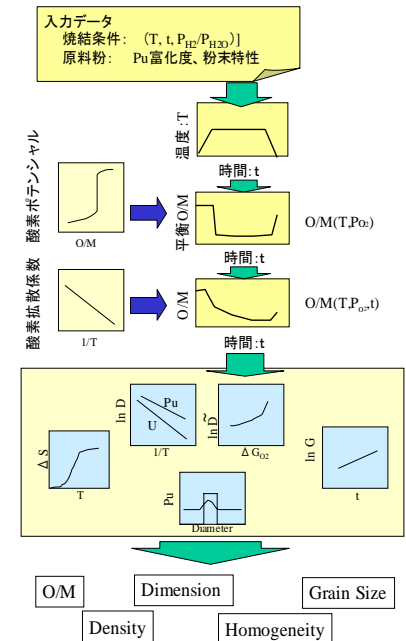 入力データ
焼結条件: (T, t, P_H2/P_H2O)]
原料粉: Pu富化度、粉末特性
温度:T
時間:t
酸素ポテンシャル
O/M
平衡O/M
O/M(T,Po₂)
時間:t
酸素拡散係数
1/T
O/M
O/M(T,P_O₂,t)
時間:t
ln D
Pu
U
1/T
ln D̃
Δ G_O2
Δ S
T
ln G
t
Pu
Diameter
O/M
Dimension
Grain Size
Density
Homogeneity